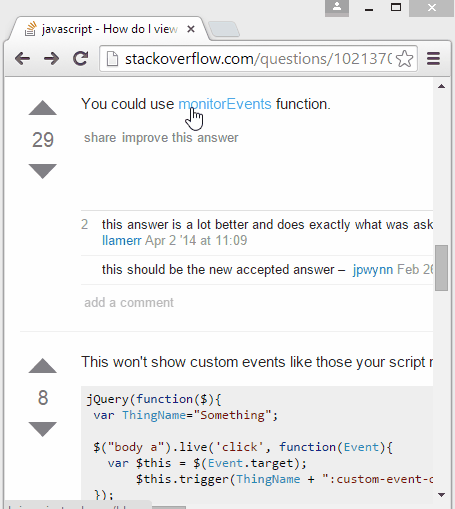 javascript - How do I view
stackoverflow.com/questions/1021370
You could use monitorEvents function.
29
share improve this answer
2 this answer is a lot better and does exactly what was ask
llamerr Apr 2 '14 at 11:09
this should be the new accepted answer – jpwynn Feb 26
add a comment
This won't show custom events like those your script
8
jQuery(function($){
var ThingName="Something";
$("body a").live('click', function(Event){
var $this = $(Event.target);
$this.trigger(ThingName + ":custom-event-
});